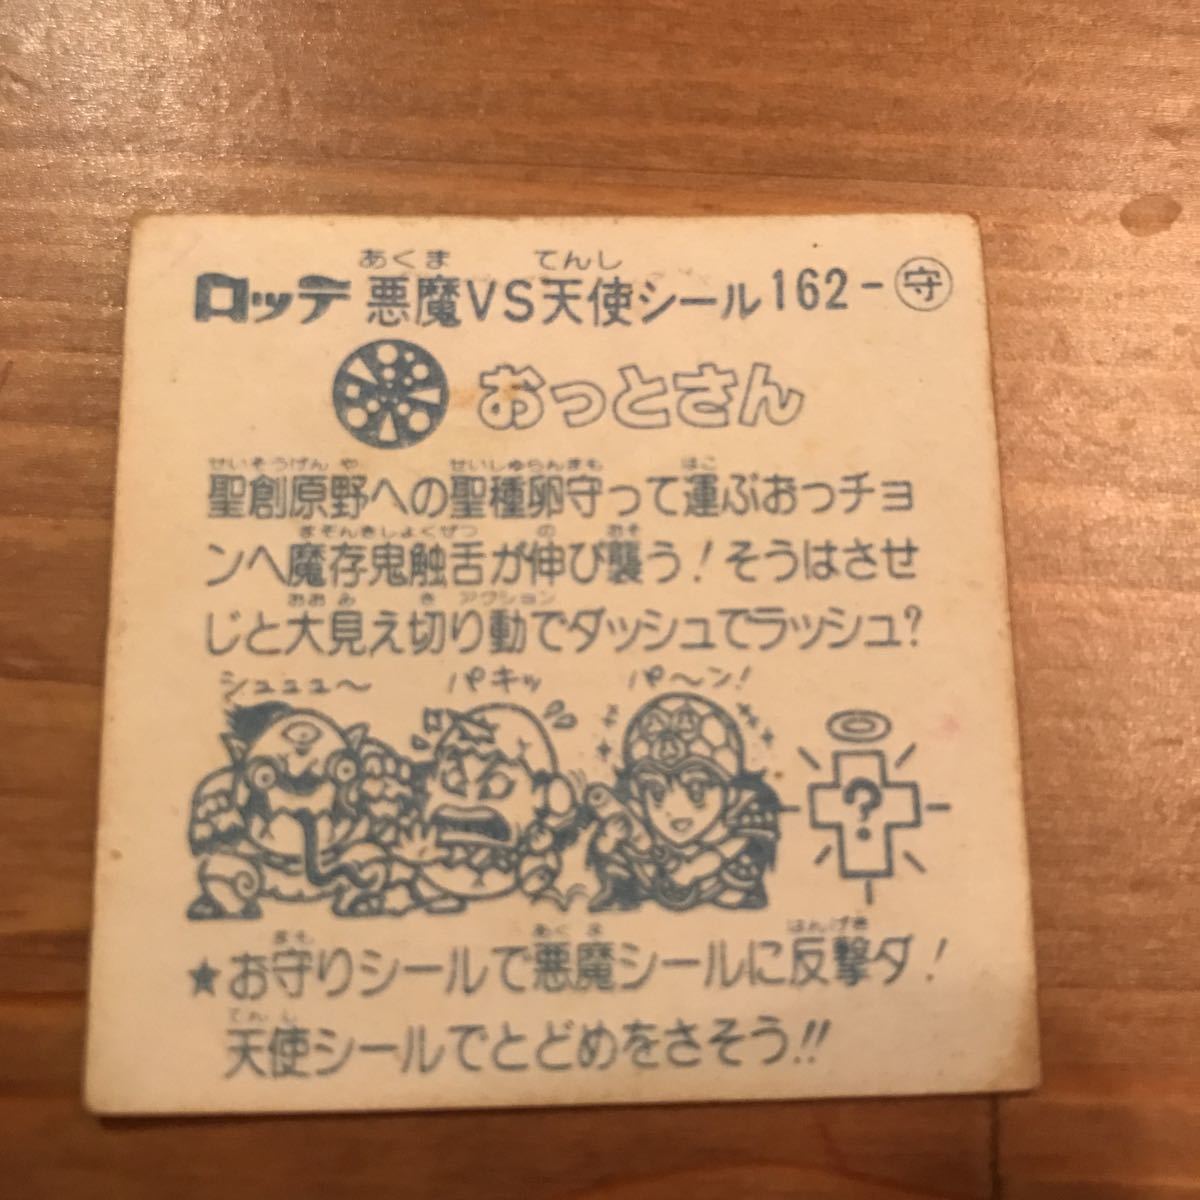 あくま てんし
ロッテ 悪魔VS天使シール 162-守
おっとさん
せいそうげん や せいしゅらんまも はこ
聖創原野への聖種卵守って運ぶおっチョ
まぞんきしょくぜつ の おそ
ンへ魔存鬼触舌が伸び襲う!そうはさせ
おおみ き アクション
じと大見え切り動でダッシュでラッシュ?
シュュュ〜 パキッ パ〜ン!
?
まも あくま はんげき
★お守りシールで悪魔シールに反撃ダ!
てんし
天使シールでとどめをさそう!!